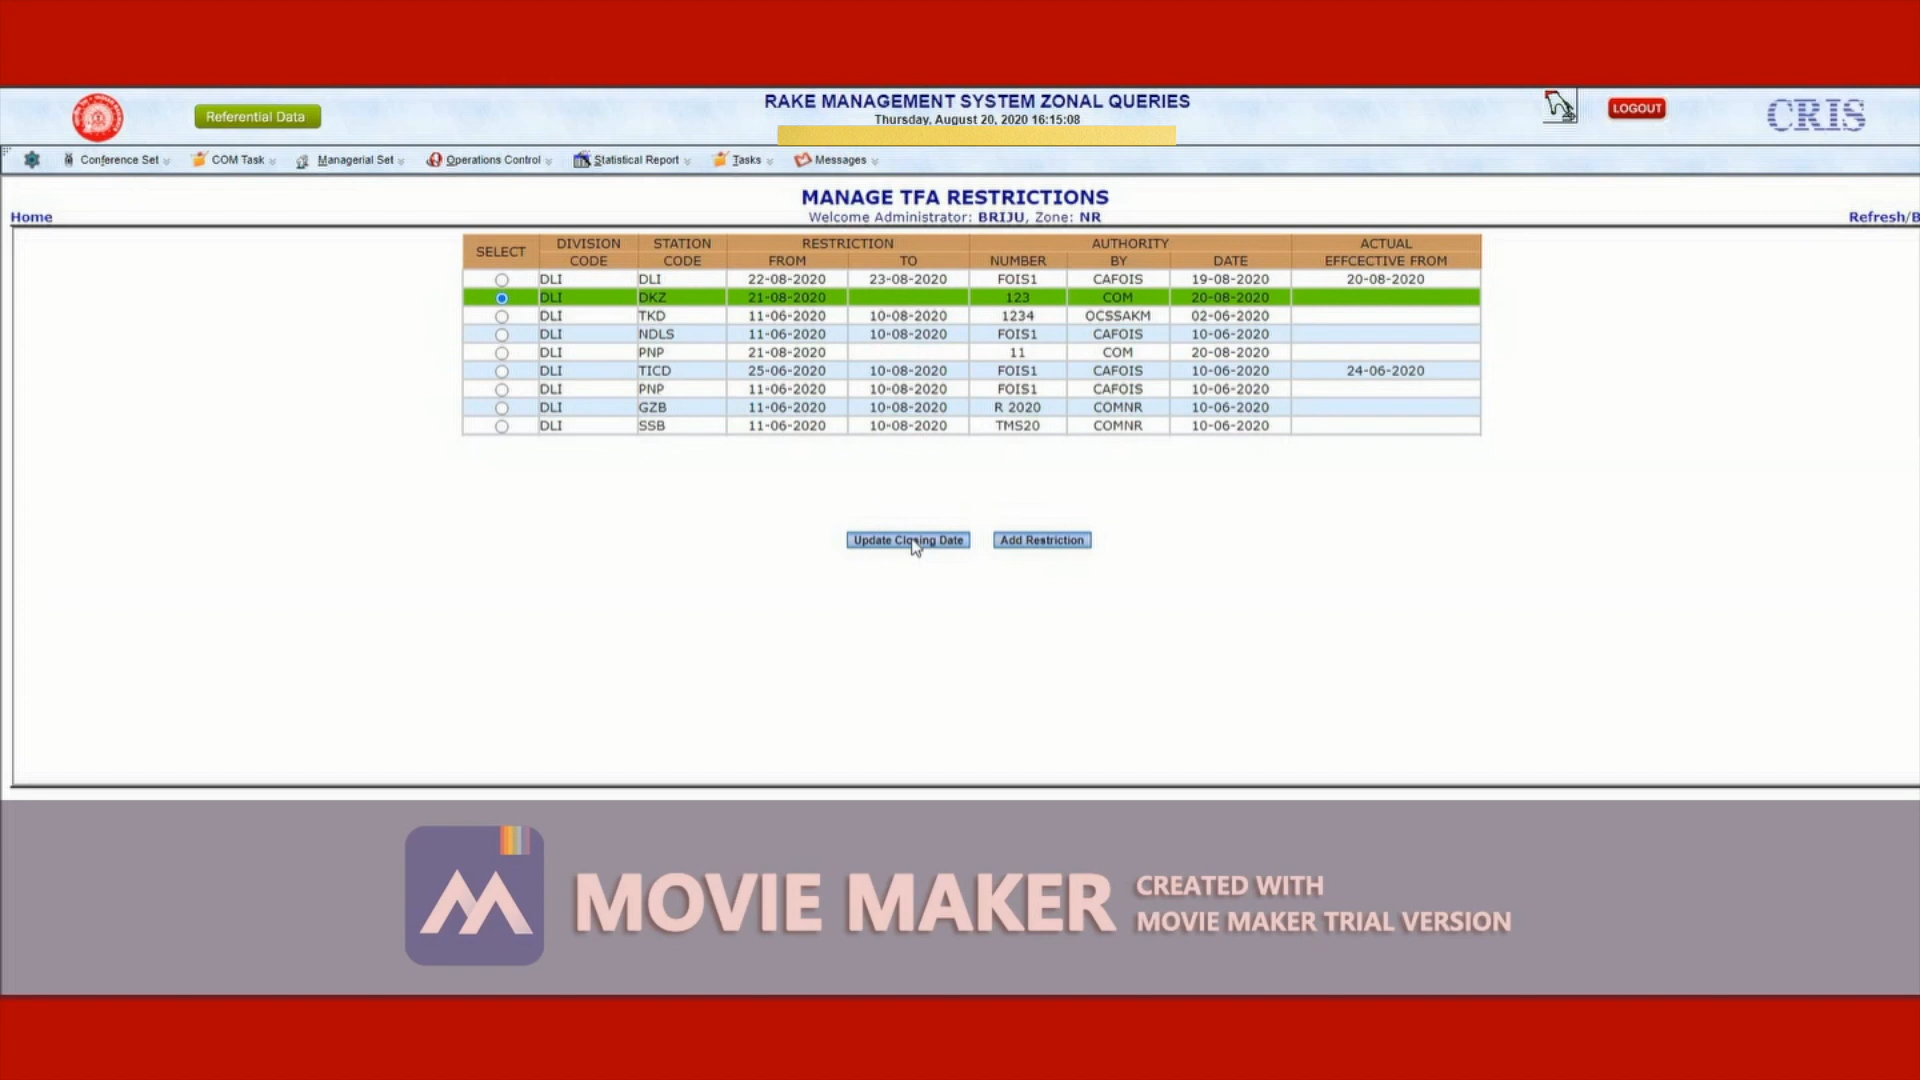 Referential Data
RAKE MANAGEMENT SYSTEM ZONAL QUERIES
Thursday, August 20, 2020 16:15:08
LOGOUT
CRIS
Conference Set COM Task Managerial Set Operations Control Statistical Report Tasks Messages
MANAGE TFA RESTRICTIONS
Home Welcome Administrator: BRIJU, Zone: NR Refresh/B
SELECT DIVISION STATION RESTRICTION AUTHORITY ACTUAL
CODE CODE FROM TO NUMBER BY DATE EFFCECTIVE FROM
DLI DLI 22-08-2020 23-08-2020 FOIS1 CAFOIS 19-08-2020 20-08-2020
DLI DKZ 21-08-2020 123 COM 20-08-2020
DLI TKD 11-06-2020 10-08-2020 1234 OCSSAKM 02-06-2020
DLI NDLS 11-06-2020 10-08-2020 FOIS1 CAFOIS 10-06-2020
DLI PNP 21-08-2020 11 COM 20-08-2020
DLI TICD 25-06-2020 10-08-2020 FOIS1 CAFOIS 10-06-2020 24-06-2020
DLI PNP 11-06-2020 10-08-2020 FOIS1 CAFOIS 10-06-2020
DLI GZB 11-06-2020 10-08-2020 R 2020 COMNR 10-06-2020
DLI SSB 11-06-2020 10-08-2020 TMS20 COMNR 10-06-2020
Update Closing Date Add Restriction
MOVIE MAKER
CREATED WITH
MOVIE MAKER TRIAL VERSION